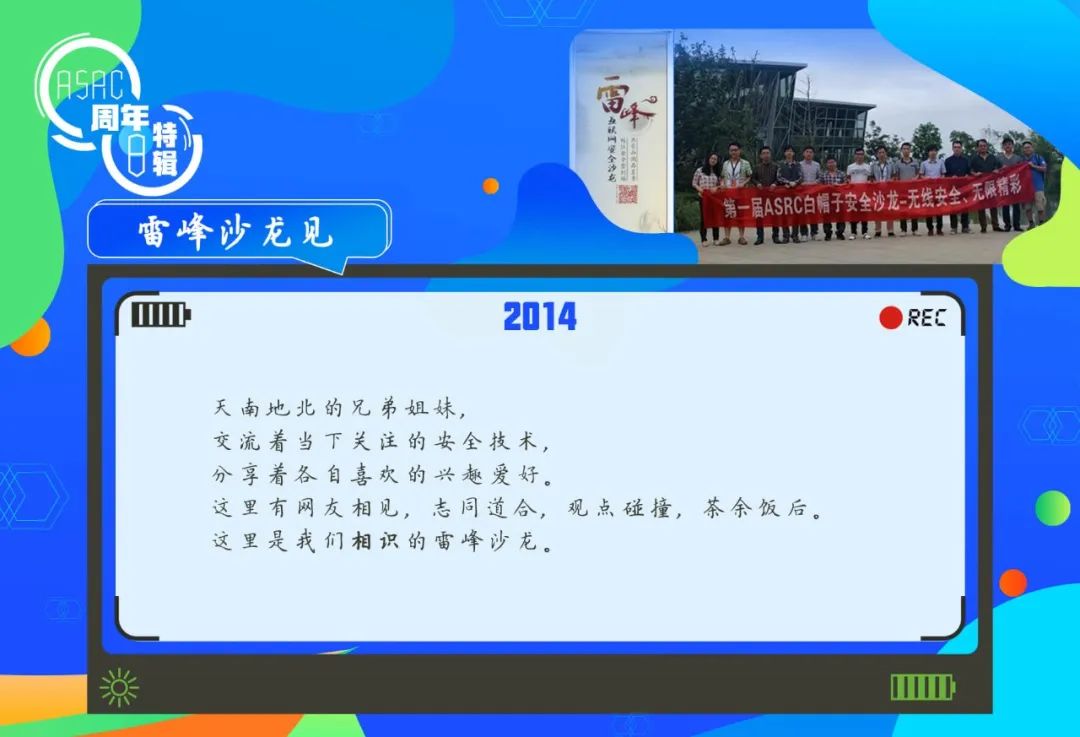 ASAC
周年
8
特辑
雷峰
互联网安全沙龙
第一届ASRC白帽子安全沙龙-无线安全、无限精彩
雷峰沙龙见
2014
REC
天南地北的兄弟姐妹，
交流着当下关注的安全技术，
分享着各自喜欢的兴趣爱好。
这里有网友相见，志同道合，观点碰撞，茶余饭后。
这里是我们相识的雷峰沙龙。